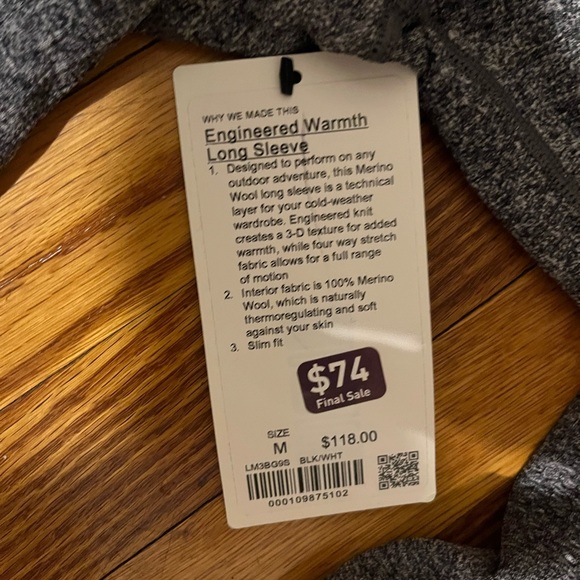 WHY WE MADE THIS
Engineered Warmth
Long Sleeve
1. Designed to perform on any
outdoor adventure, this Merino
Wool long sleeve is a technical
layer for your cold-weather
wardrobe. Engineered knit
creates a 3-D texture for added
warmth, while four way stretch
fabric allows for a full range
of motion
2. Interior fabric is 100% Merino
Wool, which is naturally
thermoregulating and soft
against your skin
3. Slim fit
$74
Final Sale
SIZE
M $118.00
LM3BG9S BLK/WHT
000109875102